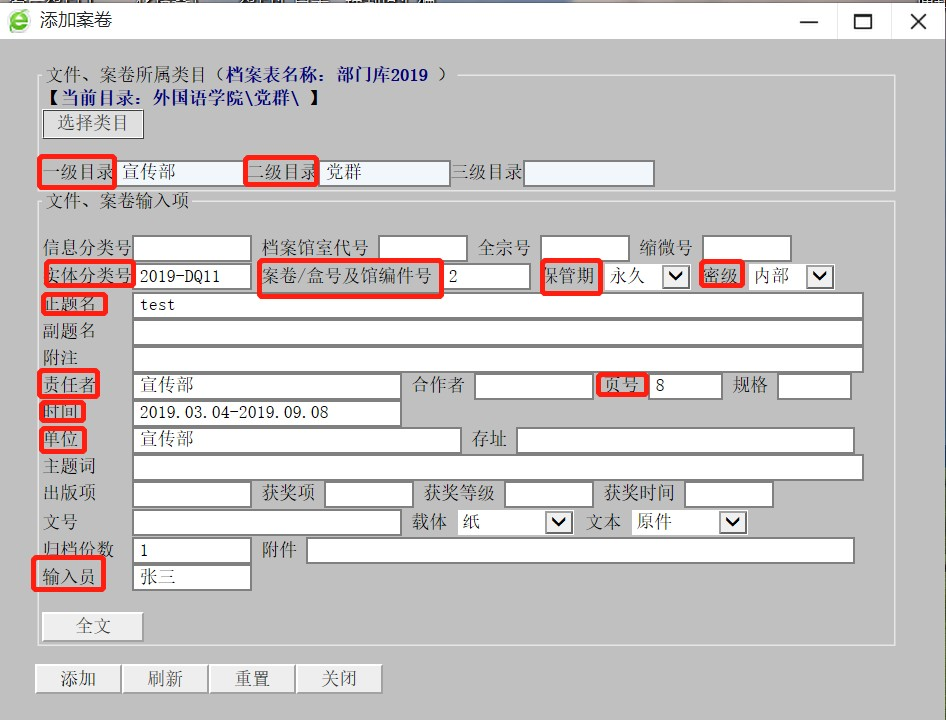 添加案卷
文件、案卷所属类目（档案表名称：部门库2019 ）
【当前目录：外国语学院\党群\ 】
选择类目
一级目录 宣传部 二级目录 党群 三级目录
文件、案卷输入项
信息分类号 档案馆室代号 全宗号 缩微号
实体分类号 2019-DQ11 案卷/盒号及馆编件号 2 保管期 永久 密级 内部
正题名 test
副题名
附注
责任者 宣传部 合作者 页号 8 规格
时间 2019.03.04-2019.09.08
单位 宣传部 存址
主题词
出版项 获奖项 获奖等级 获奖时间
文号 载体 纸 文本 原件
归档份数 1 附件
输入员 张三
全文
添加 刷新 重置 关闭